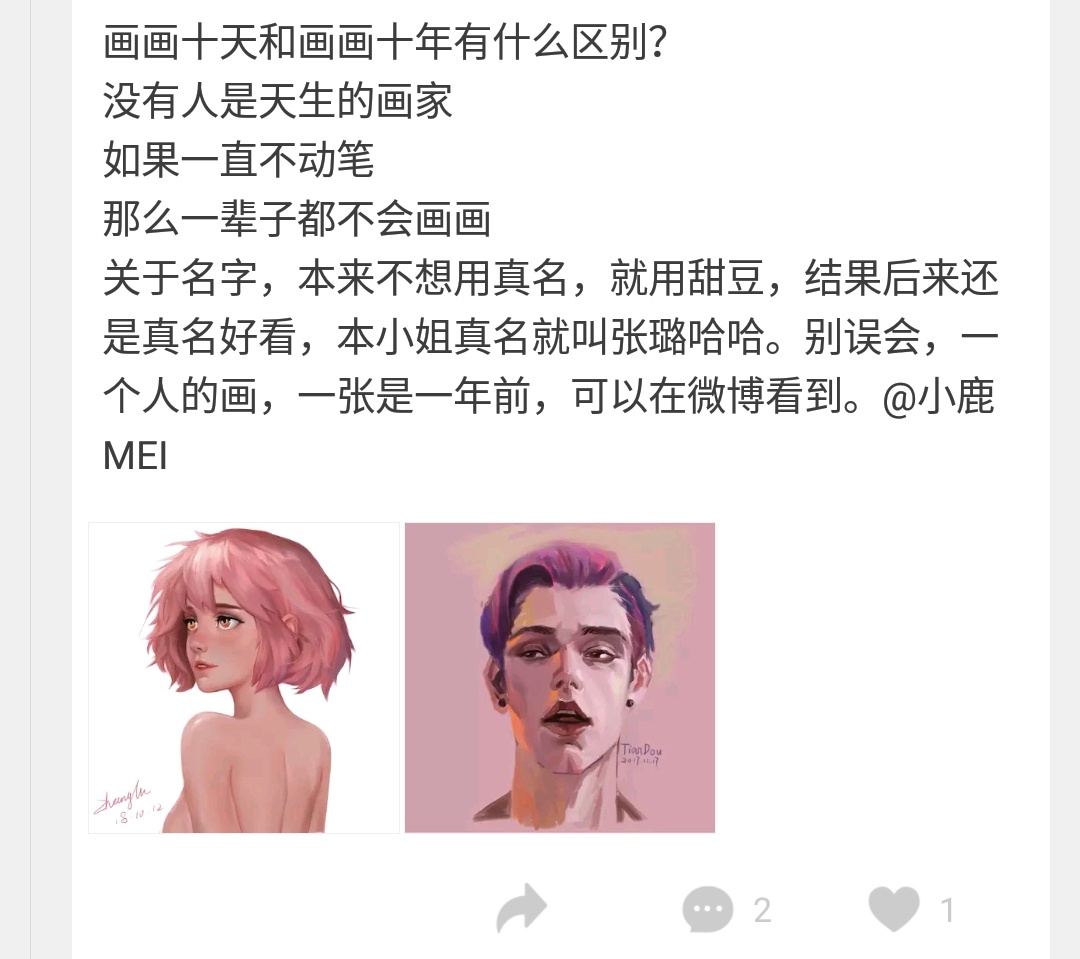 画画十天和画画十年有什么区别？
没有人是天生的画家
如果一直不动笔
那么一辈子都不会画画
关于名字，本来不想用真名，就用甜豆，结果后来还
是真名好看，本小姐真名就叫张璐哈哈。别误会，一
个人的画，一张是一年前，可以在微博看到。@小鹿
MEI
ZhangLu
18 10 12
TianDou
2017.11.17
2
1